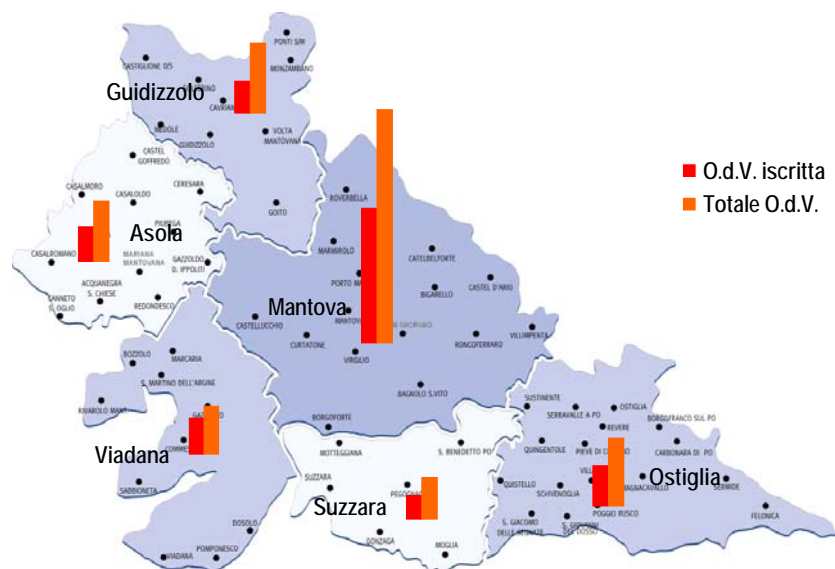 PONTI S/M
CASTIGLIONE D/S
MONZAMBANO
Guidizzolo
MEDOLE
GUIDIZZOLO
VOLTA
MANTOVANA
CASTEL
GOFFREDO
O.d.V. iscritta
Totale O.d.V.
CASALMORO
CERESARA
CASALOLDO
ROVERBELLA
GOITO
Asola
MARMIROLO
CATELBELFORTE
CASALROMANO
MARIANA
MANTOVANA
GAZZOLDO
D. IPPOLITI
ACQUANEGRA
S. CHIESE
CASTEL D'ARIO
BIGARELLO
CANNETO
S. OGLIO
REDONDESCO
Mantova
CASTELLUCCHIO
CURTATONE
VIRGILIO
RONCOFERRARO
VILLIMPENTA
BOZZOLO
MARCARIA
S. MARTINO DELL'ARGINE
BAGNOLO S.VITO
RIVAROLO MANT.
BORGOFORTE
SUSTINENTE
SERRAVALLE A PO
OSTIGLIA
REVERE
BORGOFRANCO SUL PO
Viadana
MOTTEGGIANA
S. BENEDETTO PO
QUINGENTOLE
CARBONARA DI PO
SABBIONETA
SUZZARA
Suzzara
QUISTELLO
SCHIVENOGLIA
Ostiglia
SERMIDE
POGGIO RUSCO
FELONICA
S. GIACOMO
DELLE SEGNATE
DOSOLO
GONZAGA
MOGLIA
VIADANA
POMPONESCO